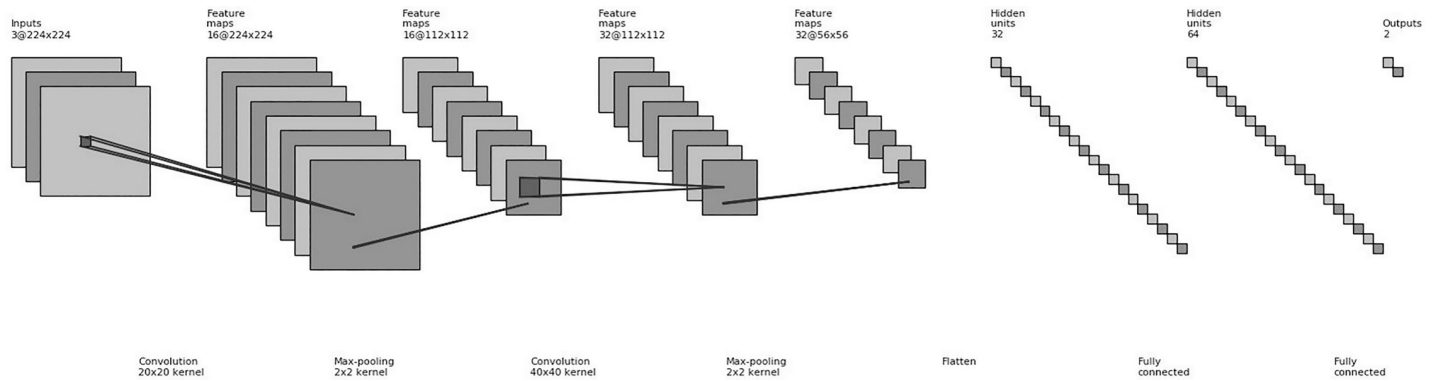 Inputs
3@224x224
Feature
maps
16@224x224
Feature
maps
16@112x112
Feature
maps
32@112x112
Feature
maps
32@56x56
Hidden
units
32
Hidden
units
64
Outputs
2
Convolution
20x20 kernel
Max-pooling
2x2 kernel
Convolution
40x40 kernel
Max-pooling
2x2 kernel
Flatten
Fully
connected
Fully
connected